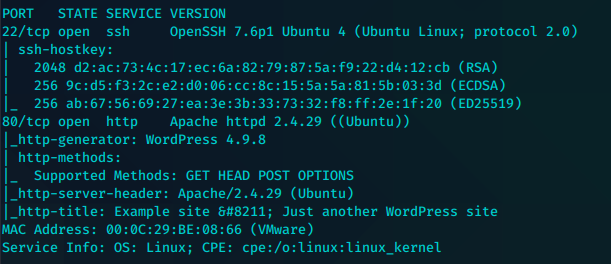 PORT   STATE SERVICE VERSION
22/tcp open  ssh     OpenSSH 7.6p1 Ubuntu 4 (Ubuntu Linux; protocol 2.0)
| ssh-hostkey:
|   2048 d2:ac:73:4c:17:ec:6a:82:79:87:5a:f9:22:d4:12:cb (RSA)
|   256 9c:d5:f3:2c:e2:d0:06:cc:8c:15:5a:5a:81:5b:03:3d (ECDSA)
|_  256 ab:67:56:69:27:ea:3e:3b:33:73:32:f8:ff:2e:1f:20 (ED25519)
80/tcp open  http    Apache httpd 2.4.29 ((Ubuntu))
|_http-generator: WordPress 4.9.8
| http-methods:
|_  Supported Methods: GET HEAD POST OPTIONS
|_http-server-header: Apache/2.4.29 (Ubuntu)
|_http-title: Example site &#8211; Just another WordPress site
MAC Address: 00:0C:29:BE:08:66 (VMware)
Service Info: OS: Linux; CPE: cpe:/o:linux:linux_kernel